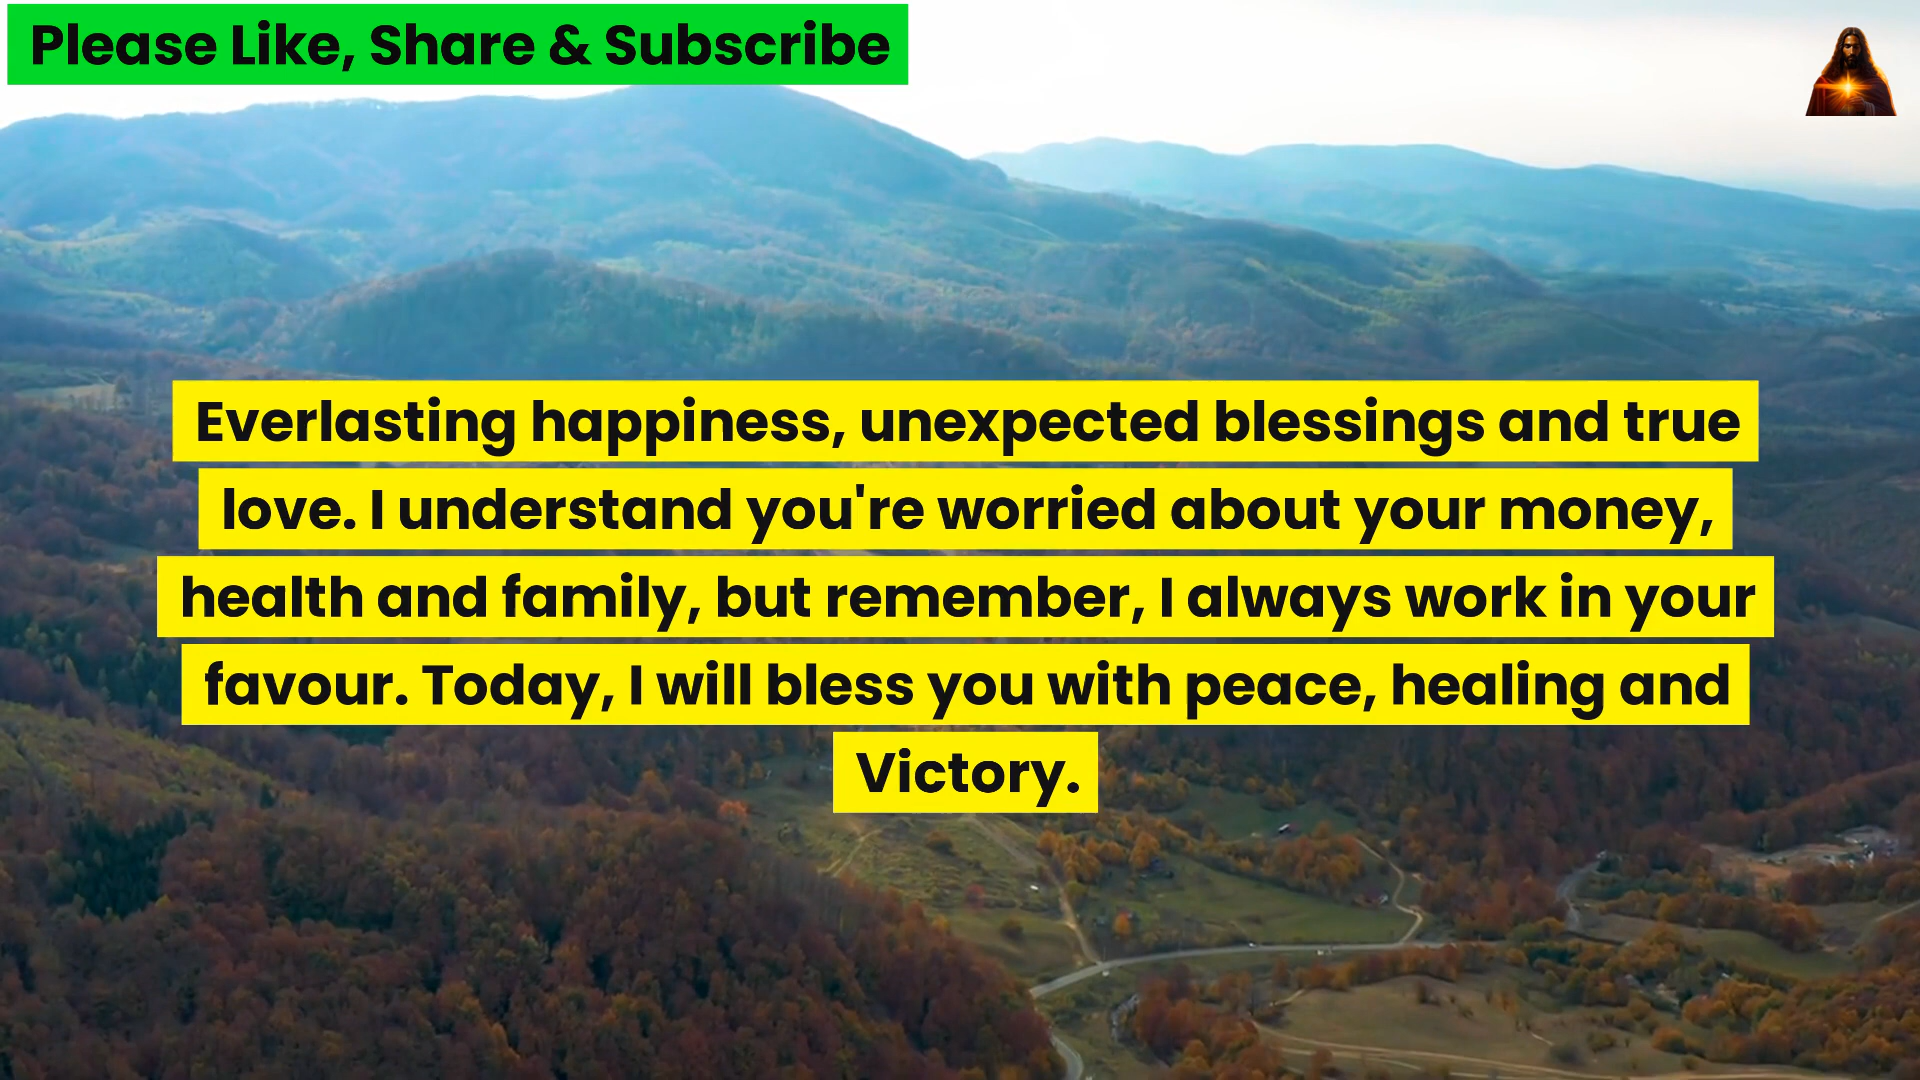 Please Like, Share & Subscribe
Everlasting happiness, unexpected blessings and true
love. I understand you're worried about your money,
health and family, but remember, I always work in your
favour. Today, I will bless you with peace, healing and
Victory.